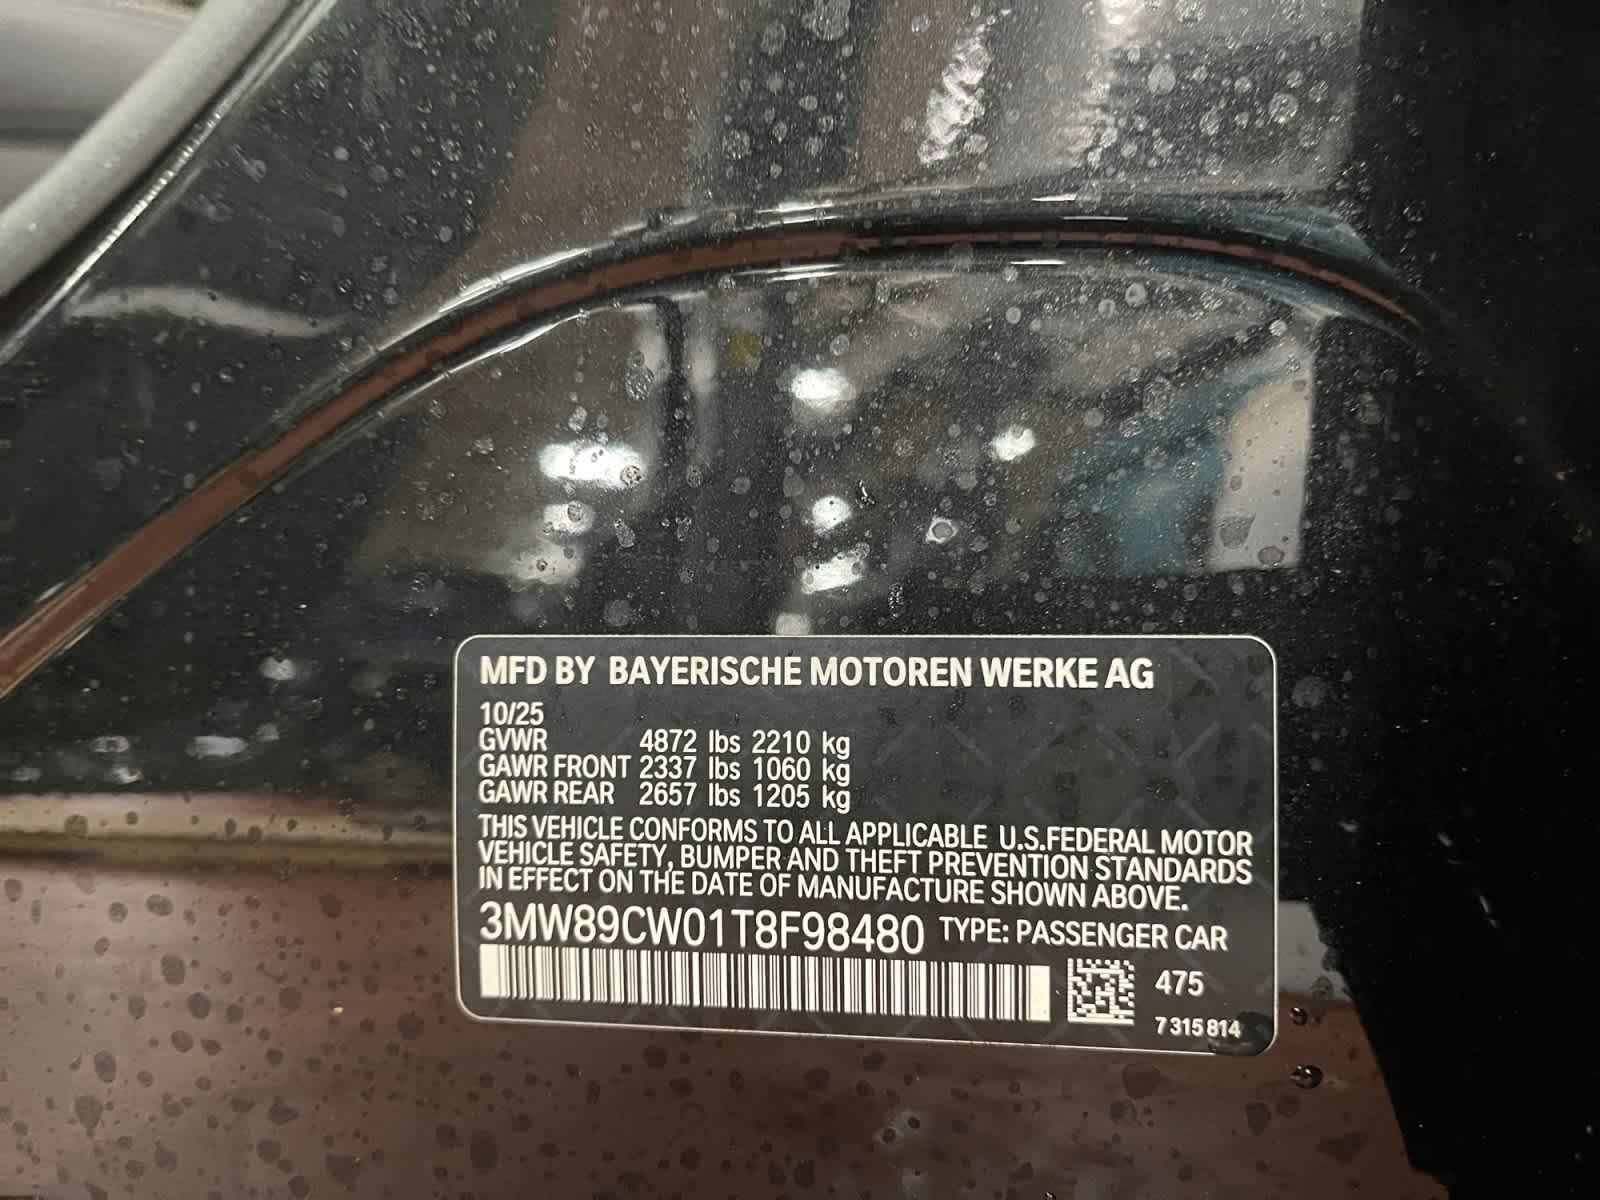 MFD BY BAYERISCHE MOTOREN WERKE AG
10/25
GVWR 4872 lbs 2210 kg
GAWR FRONT 2337 lbs 1060 kg
GAWR REAR 2657 lbs 1205 kg
THIS VEHICLE CONFORMS TO ALL APPLICABLE U.S.FEDERAL MOTOR
VEHICLE SAFETY, BUMPER AND THEFT PREVENTION STANDARDS
IN EFFECT ON THE DATE OF MANUFACTURE SHOWN ABOVE.
3MW89CW01T8F98480 TYPE: PASSENGER CAR
475
7 315 814